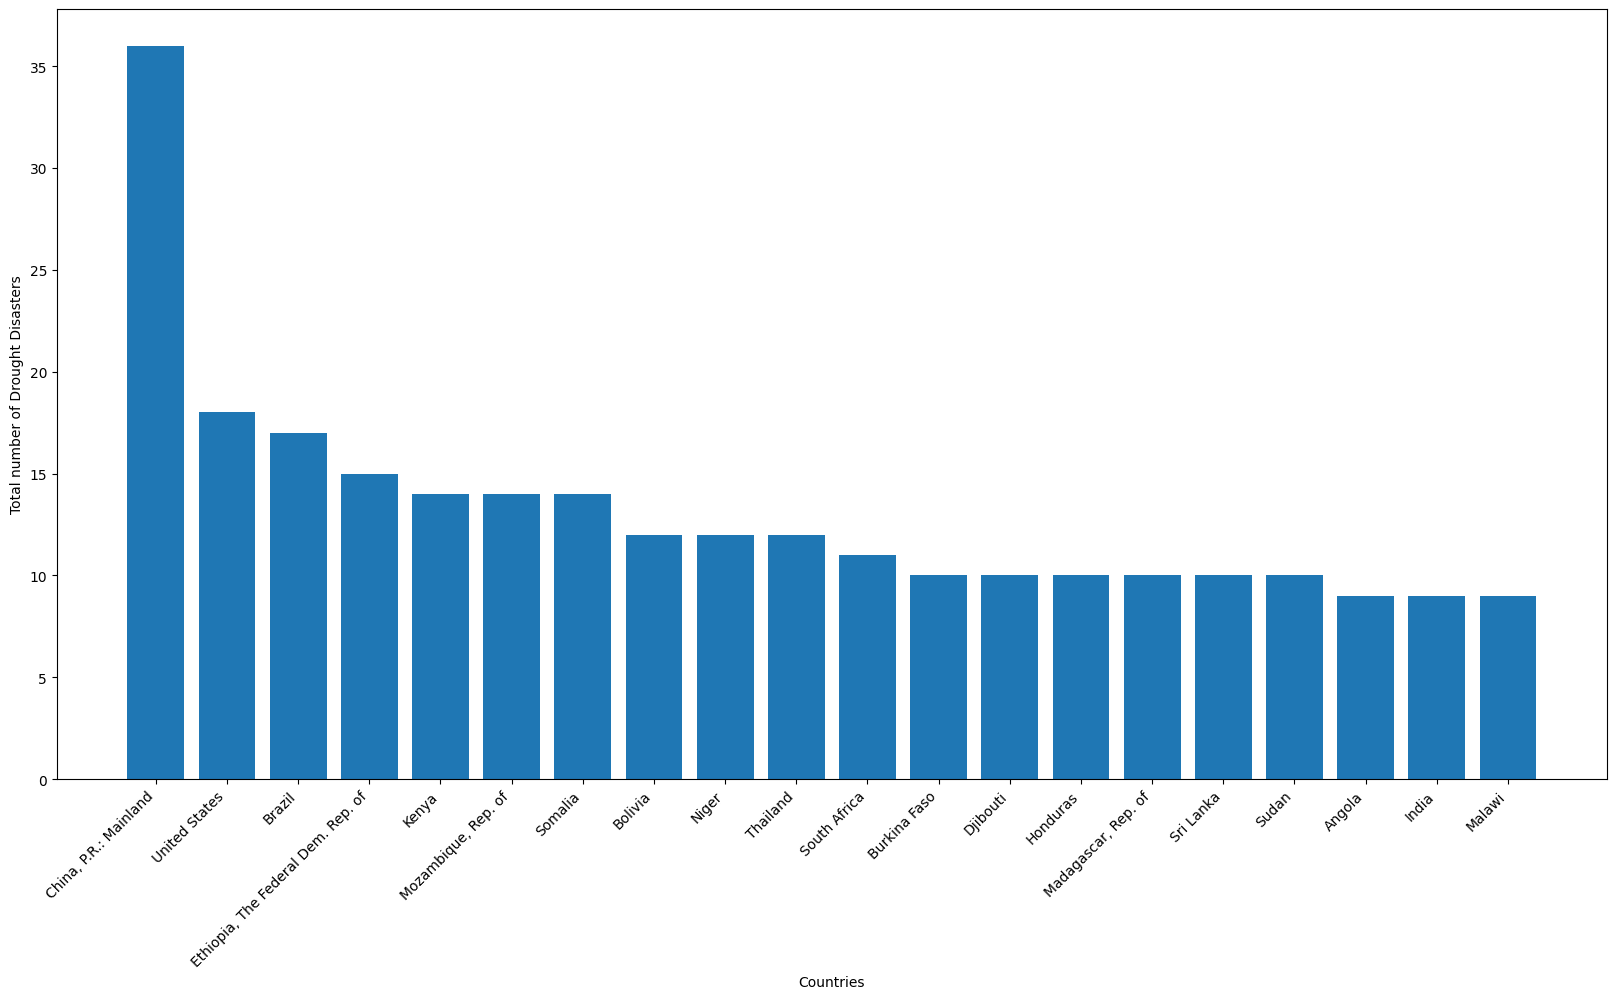 Total number of Drought Disasters
35
30
25
20
15
10
5
0
China, P.R.: Mainland
United States
Brazil
Ethiopia, The Federal Dem. Rep. of
Kenya
Mozambique, Rep. of
Somalia
Bolivia
Niger
Thailand
South Africa
Burkina Faso
Djibouti
Honduras
Madagascar, Rep. of
Sri Lanka
Sudan
Angola
India
Malawi
Countries